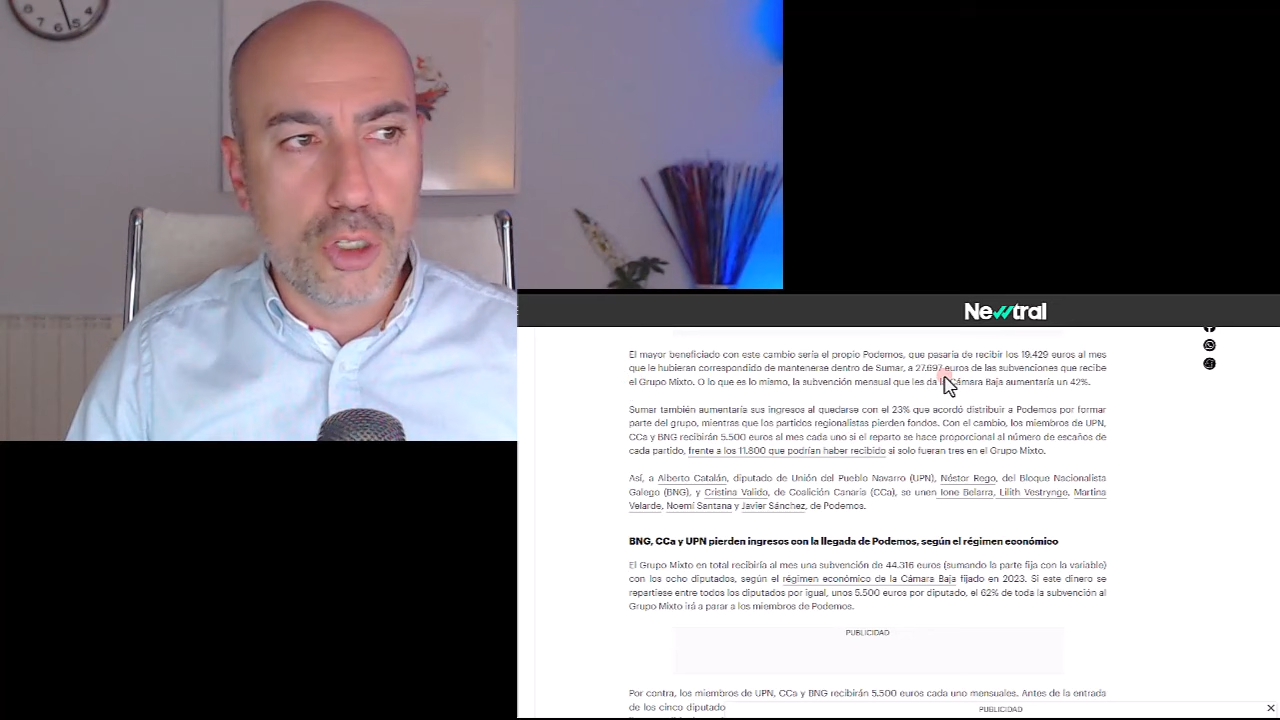 8 7 6 5
Newtral
El mayor beneficiado con este cambio sería el propio Podemos, que pasaría de recibir los 19.429 euros al mes
que le hubieran correspondido de mantenerse dentro de Sumar, a 27.697 euros de las subvenciones que recibe
el Grupo Mixto. O lo que es lo mismo, la subvención mensual que les da la Cámara Baja aumentaría un 42%.
Sumar también aumentaría sus ingresos al quedarse con el 23% que acordó distribuir a Podemos por formar
parte del grupo, mientras que los partidos regionalistas pierden fondos. Con el cambio, los miembros de UPN,
CCa y BNG recibirán 5.500 euros al mes cada uno si el reparto se hace proporcional al número de escaños de
cada partido, frente a los 11.800 que podrían haber recibido si solo fueran tres en el Grupo Mixto.
Así, a Alberto Catalán, diputado de Unión del Pueblo Navarro (UPN), Néstor Rego, del Bloque Nacionalista
Galego (BNG), y Cristina Valido, de Coalición Canaria (CCa), se unen Ione Belarra, Lilith Vestrynge, Martina
Velarde, Noemí Santana y Javier Sánchez, de Podemos.
BNG, CCa y UPN pierden ingresos con la llegada de Podemos, según el régimen económico
El Grupo Mixto en total recibiría al mes una subvención de 44.316 euros (sumando la parte fija con la variable)
con los ocho diputados, según el régimen económico de la Cámara Baja fijado en 2023. Si este dinero se
repartiese entre todos los diputados por igual, unos 5.500 euros por diputado, el 62% de toda la subvención al
Grupo Mixto irá a parar a los miembros de Podemos.
PUBLICIDAD
Por contra, los miembros de UPN, CCa y BNG recibirán 5.500 euros cada uno mensuales. Antes de la entrada
de los cinco diputado
PUBLICIDAD